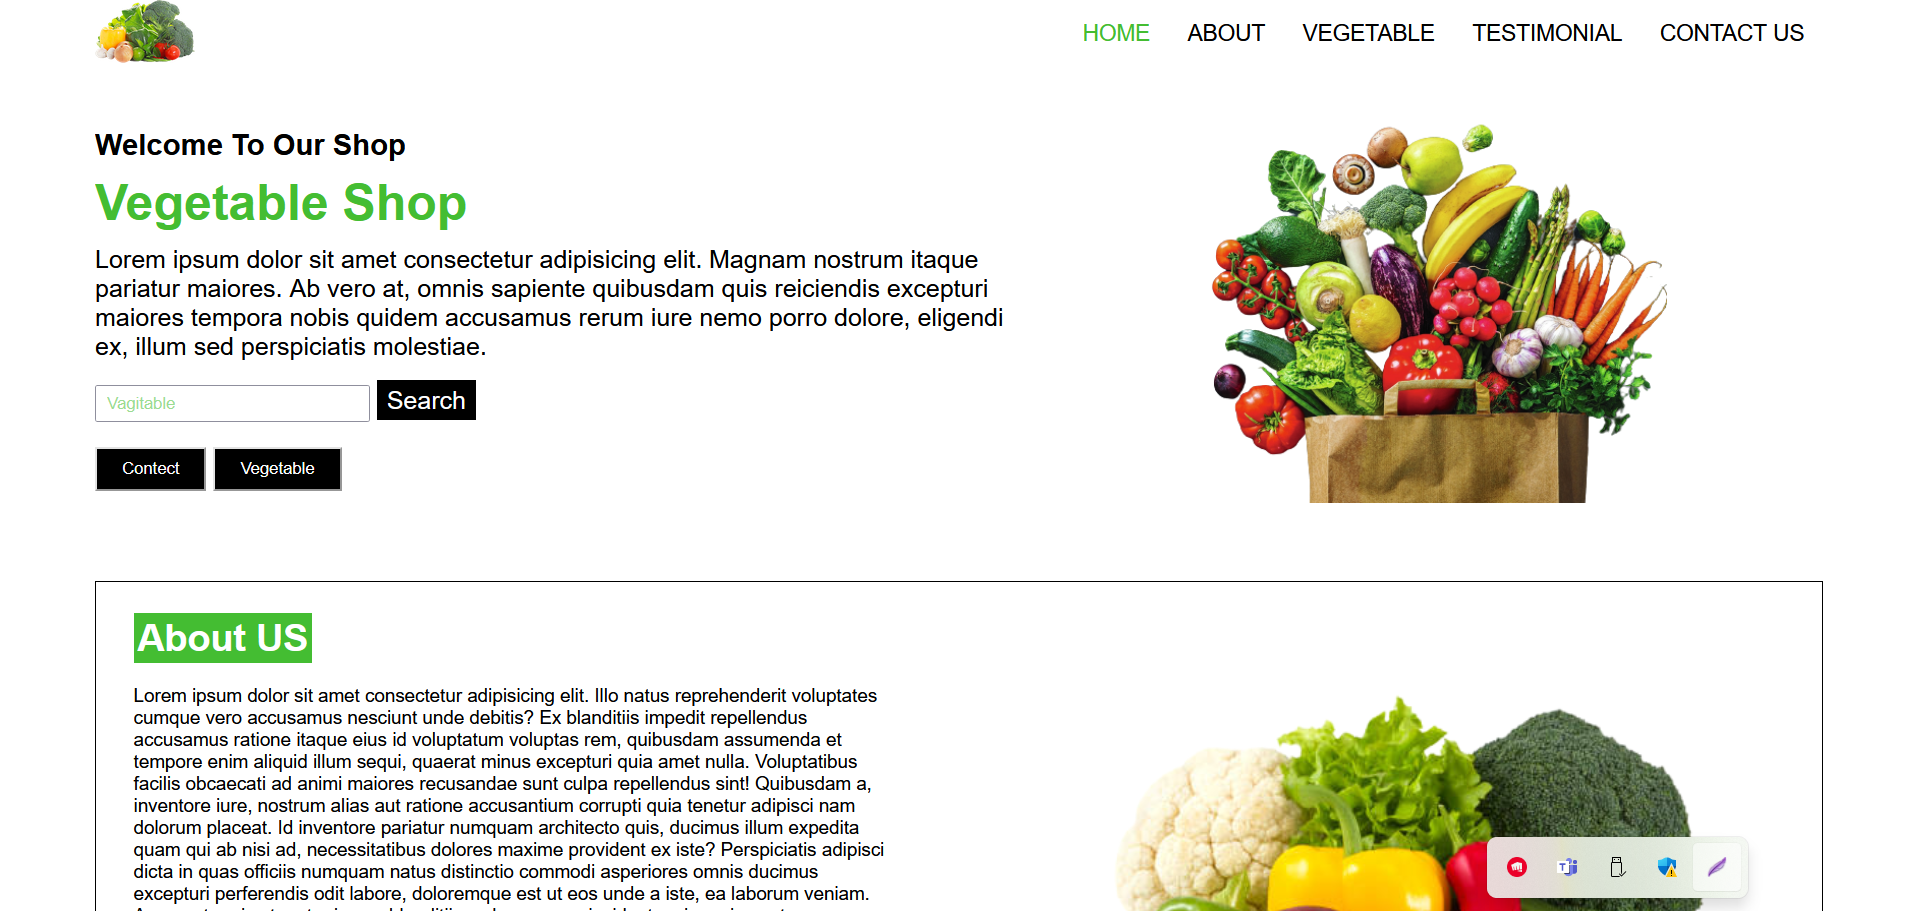 HOME ABOUT VEGETABLE TESTIMONIAL CONTACT US
Welcome To Our Shop
Vegetable Shop
Lorem ipsum dolor sit amet consectetur adipisicing elit. Magnam nostrum itaque
pariatur maiores. Ab vero at, omnis sapiente quibusdam quis reiciendis excepturi
maiores tempora nobis quidem accusamus rerum iure nemo porro dolore, eligendi
ex, illum sed perspiciatis molestiae.
Vagitable Search
Contect Vegetable
About US
Lorem ipsum dolor sit amet consectetur adipisicing elit. Illo natus reprehenderit voluptates
cumque vero accusamus nesciunt unde debitis? Ex blanditiis impedit repellendus
accusamus ratione itaque eius id voluptatum voluptas rem, quibusdam assumenda et
tempore enim aliquid illum sequi, quaerat minus excepturi quia amet nulla. Voluptatibus
facilis obcaecati ad animi maiores recusandae sunt culpa repellendus sint! Quibusdam a,
inventore iure, nostrum alias aut ratione accusantium corrupti quia tenetur adipisci nam
dolorum placeat. Id inventore pariatur numquam architecto quis, ducimus illum expedita
quam qui ab nisi ad, necessitatibus dolores maxime provident ex iste? Perspiciatis adipisci
dicta in quas officiis numquam natus distinctio commodi asperiores omnis ducimus
excepturi perferendis odit labore, doloremque est ut eos unde a iste, ea laborum veniam.